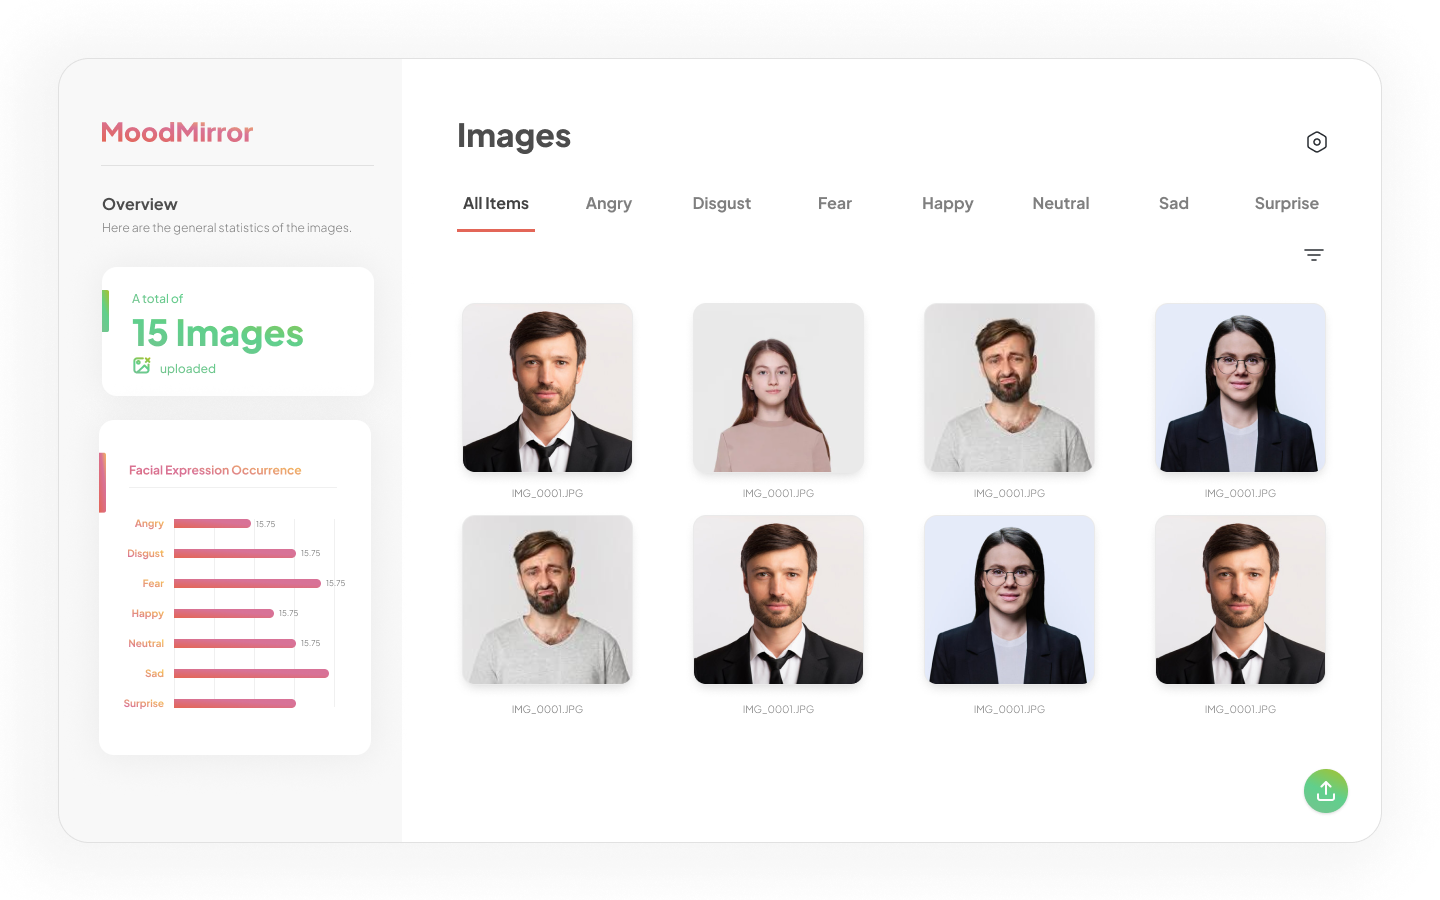 MoodMirror
Overview
Here are the general statistics of the images.
A total of
15 Images
uploaded
Facial Expression Occurrence
Angry 15.75
Disgust 15.75
Fear 15.75
Happy 15.75
Neutral 15.75
Sad
Surprise
Images
All Items Angry Disgust Fear Happy Neutral Sad Surprise
IMG_0001.JPG IMG_0001.JPG IMG_0001.JPG IMG_0001.JPG
IMG_0001.JPG IMG_0001.JPG IMG_0001.JPG IMG_0001.JPG